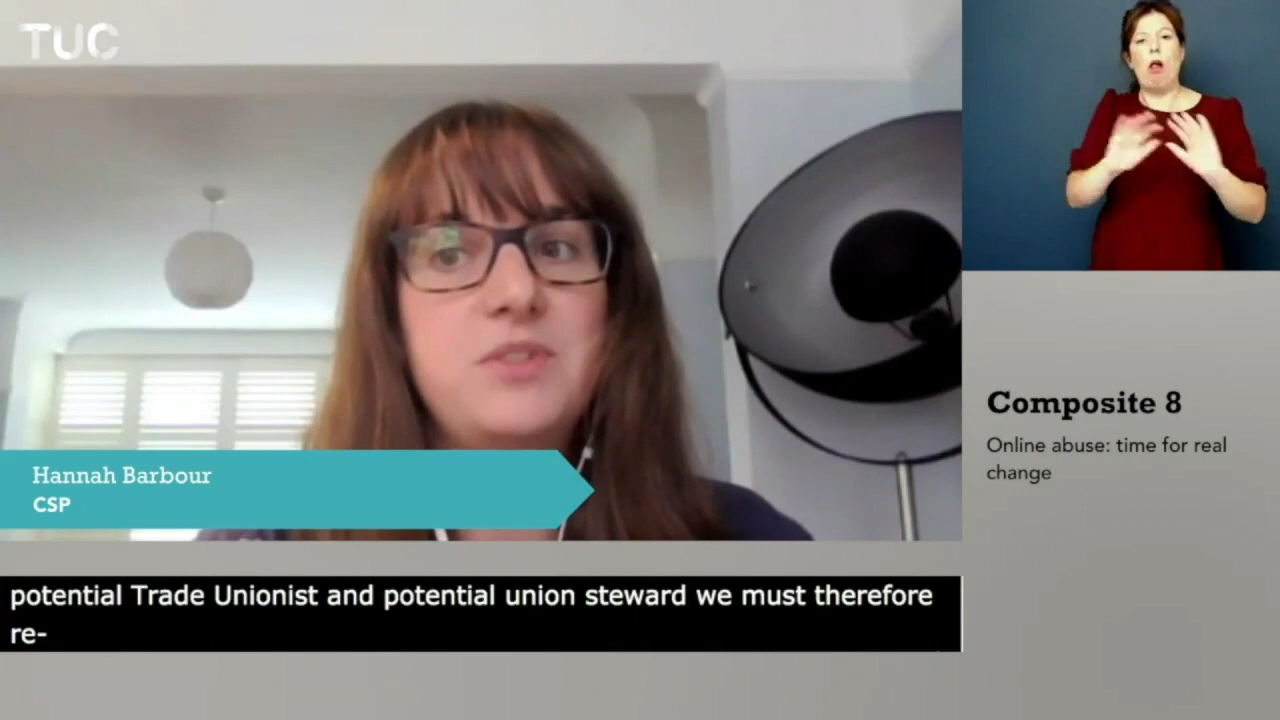 TUC
Hannah Barbour
CSP
Composite 8
Online abuse: time for real
change
potential Trade Unionist and potential union steward we must therefore
re-